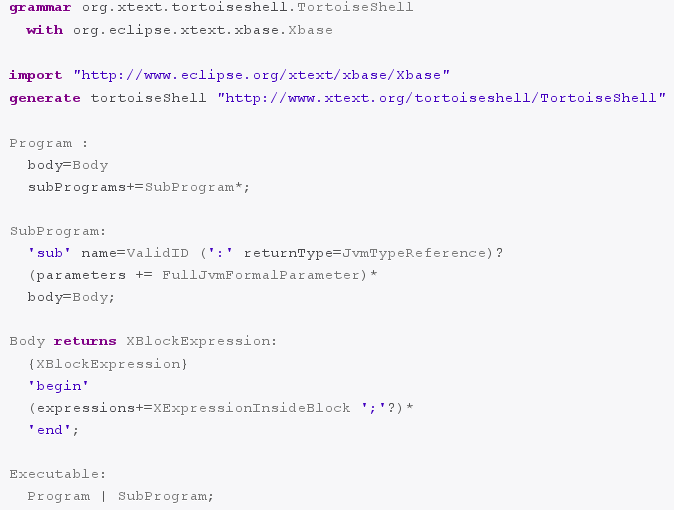 grammar org.xtext.tortoiseshell.TortoiseShell
with org.eclipse.xtext.xbase.Xbase
import "http://www.eclipse.org/xtext/xbase/Xbase"
generate tortoiseShell "http://www.xtext.org/tortoiseshell/TortoiseShell"
Program :
body=Body
subPrograms+=SubProgram*;
SubProgram:
'sub' name=ValidID (':' returnType=JvmTypeReference)?
(parameters += FullJvmFormalParameter)*
body=Body;
Body returns XBlockExpression:
{XBlockExpression}
'begin'
(expressions+=XExpressionInsideBlock ';'?)*
'end';
Executable:
Program | SubProgram;